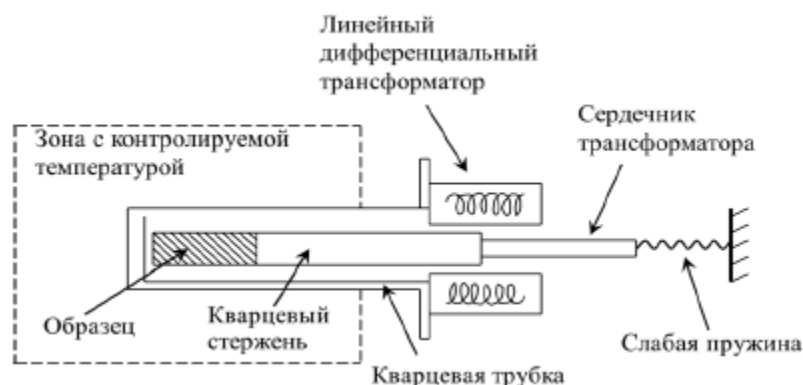 Линейный
дифференциальный
трансформатор
Сердечник
трансформатора
Зона с контролируемой
температурой
Образец
Кварцевый
стержень
Кварцевая трубка
Слабая пружина